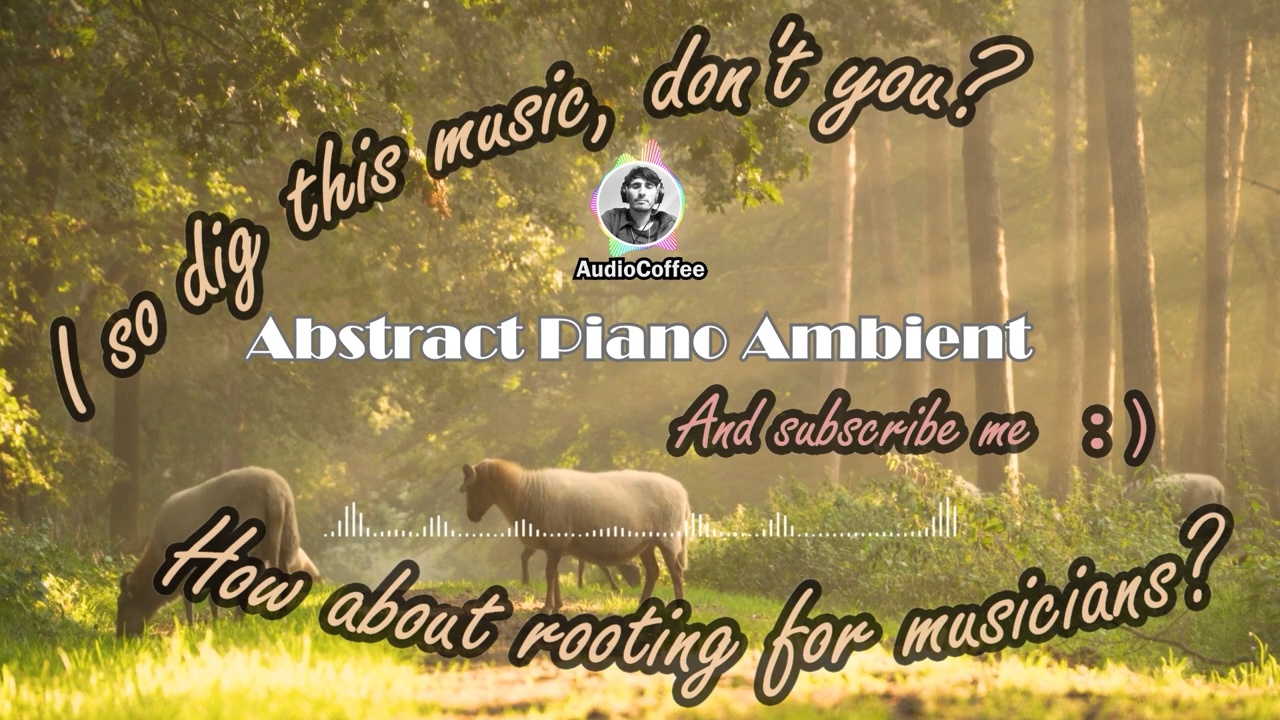 I so dig this music, don't you?
AudioCoffee
Abstract Piano Ambient
And subscribe me :)
How about rooting for musicians?